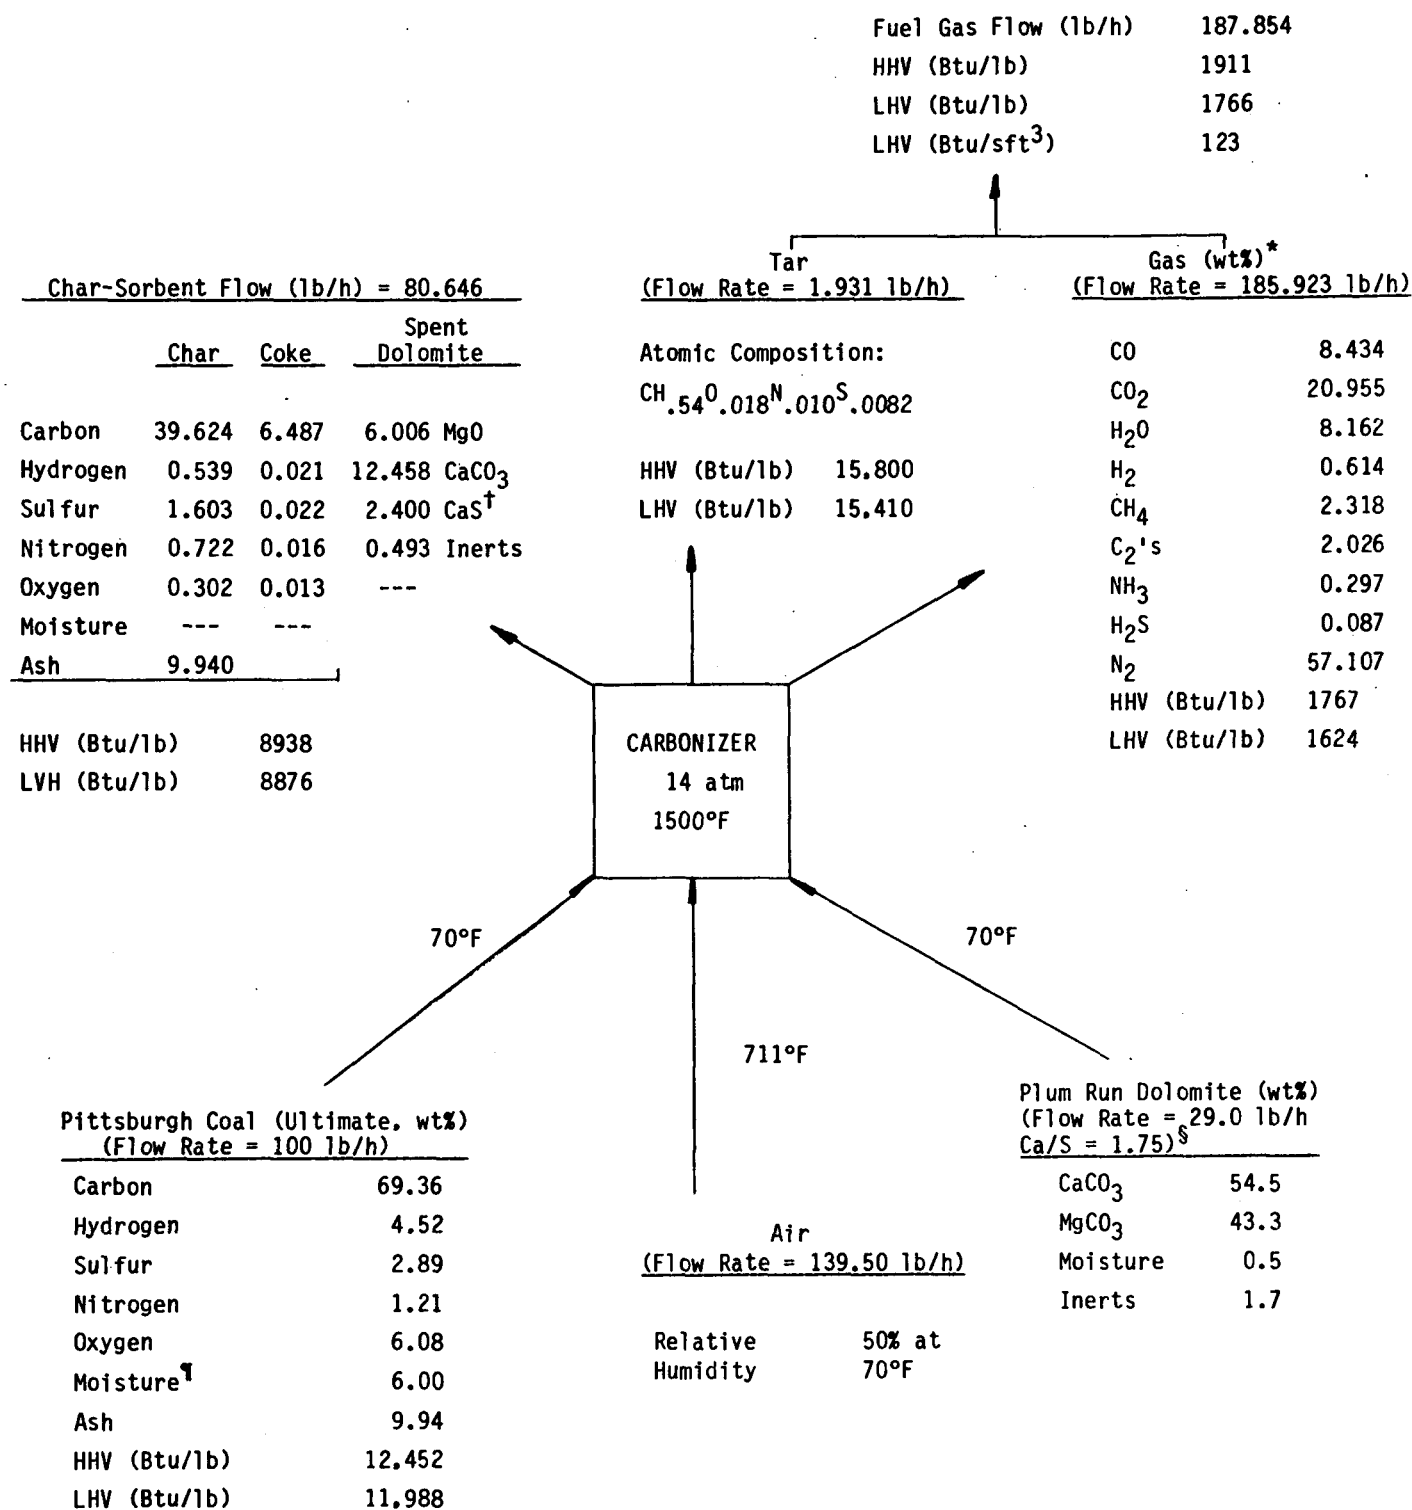 Fuel Gas Flow (lb/h) 187.854
HHV (Btu/lb) 1911
LHV (Btu/lb) 1766
LHV (Btu/sft³) 123
Char-Sorbent Flow (lb/h) = 80.646
Spent
Char Coke Dolomite
Carbon 39.624 6.487 6.006 MgO
Hydrogen 0.539 0.021 12.458 CaCO₃
Sulfur 1.603 0.022 2.400 CaS†
Nitrogen 0.722 0.016 0.493 Inerts
Oxygen 0.302 0.013 ---
Moisture --- ---
Ash 9.940
HHV (Btu/lb) 8938
LVH (Btu/lb) 8876
Tar
(Flow Rate = 1.931 lb/h)
Atomic Composition:
CH.54O.018N.010S.0082
HHV (Btu/lb) 15,800
LHV (Btu/lb) 15,410
Gas (wt%)*
(Flow Rate = 185.923 lb/h)
CO 8.434
CO₂ 20.955
H₂O 8.162
H₂ 0.614
CH₄ 2.318
C₂'s 2.026
NH₃ 0.297
H₂S 0.087
N₂ 57.107
HHV (Btu/lb) 1767
LHV (Btu/lb) 1624
CARBONIZER
14 atm
1500°F
70°F
711°F
70°F
Pittsburgh Coal (Ultimate, wt%)
(Flow Rate = 100 lb/h)
Carbon 69.36
Hydrogen 4.52
Sulfur 2.89
Nitrogen 1.21
Oxygen 6.08
Moisture¶ 6.00
Ash 9.94
HHV (Btu/lb) 12,452
LHV (Btu/lb) 11,988
Air
(Flow Rate = 139.50 lb/h)
Relative 50% at
Humidity 70°F
Plum Run Dolomite (wt%)
(Flow Rate = 29.0 lb/h
Ca/S = 1.75)§
CaCO₃ 54.5
MgCO₃ 43.3
Moisture 0.5
Inerts 1.7